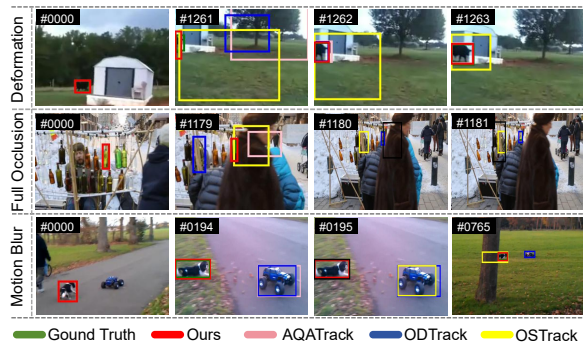 Deformation
#0000
#1261
#1262
#1263
Full Occlusion
#0000
#1179
#1180
#1181
Motion Blur
#0000
#0194
#0195
#0765
Gound Truth
Ours
AQATrack
ODTrack
OSTrack